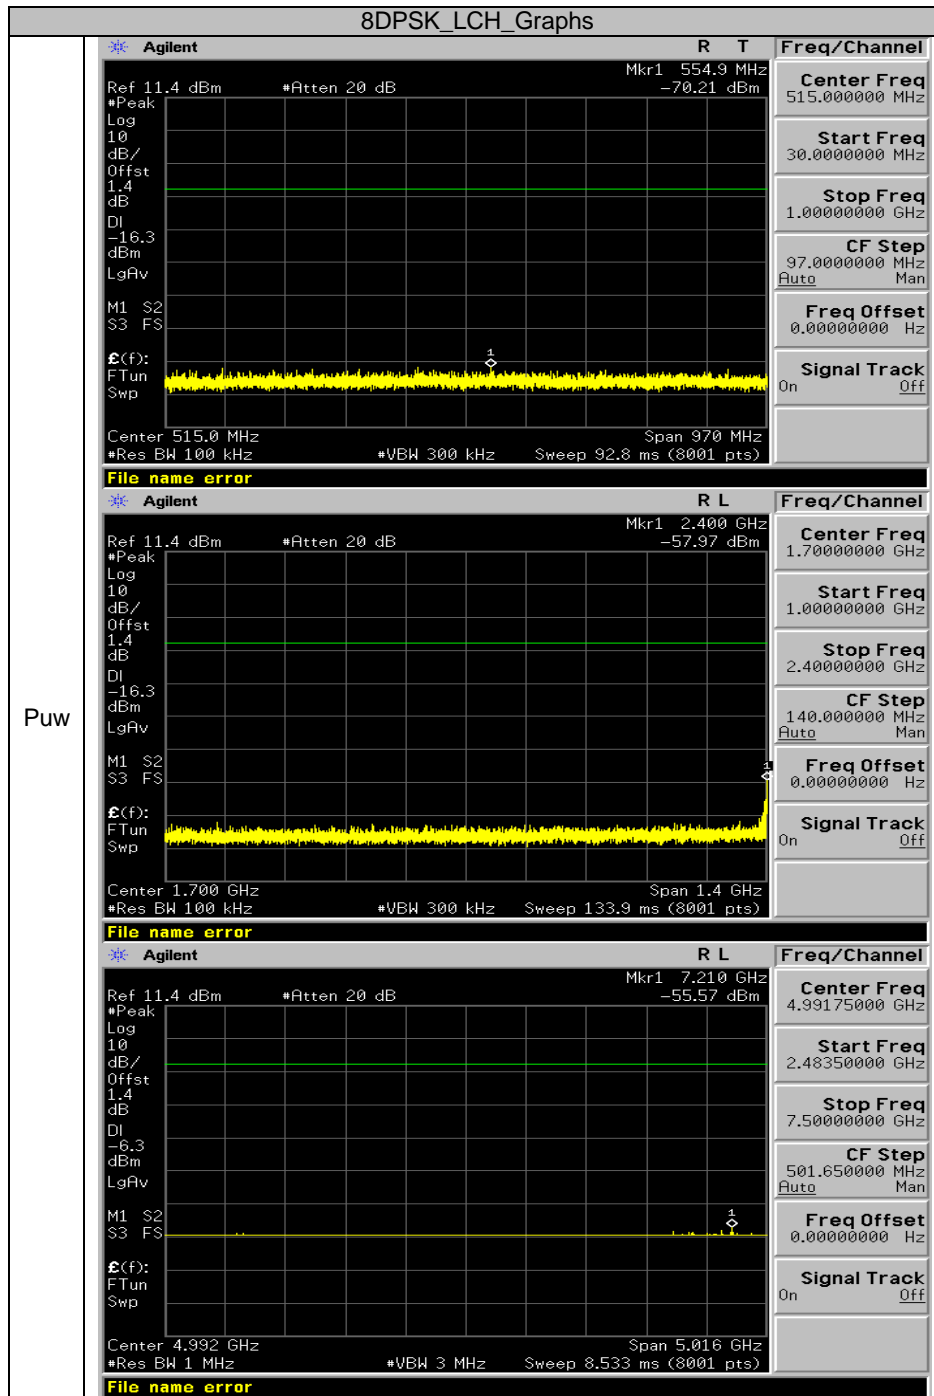 8DPSK_LCH_Graphs
Puw
Agilent R T Freq/Channel
Mkr1 554.9 MHz
Ref 11.4 dBm #Atten 20 dB -70.21 dBm
#Peak
Log
10
dB/
Offst
1.4
dB
DI
-16.3
dBm
LgAv
M1 S2
S3 FS
£(f):
FTun
Swp
1
Center 515.0 MHz Span 970 MHz
#Res BW 100 kHz #VBW 300 kHz Sweep 92.8 ms (8001 pts)
File name error
Center Freq
515.000000 MHz
Start Freq
30.0000000 MHz
Stop Freq
1.00000000 GHz
CF Step
97.0000000 MHz
Auto Man
Freq Offset
0.00000000 Hz
Signal Track
On Off
Agilent R L Freq/Channel
Mkr1 2.400 GHz
Ref 11.4 dBm #Atten 20 dB -57.97 dBm
#Peak
Log
10
dB/
Offst
1.4
dB
DI
-16.3
dBm
LgAv
M1 S2
S3 FS
£(f):
FTun
Swp
1
Center 1.700 GHz Span 1.4 GHz
#Res BW 100 kHz #VBW 300 kHz Sweep 133.9 ms (8001 pts)
File name error
Center Freq
1.70000000 GHz
Start Freq
1.00000000 GHz
Stop Freq
2.40000000 GHz
CF Step
140.000000 MHz
Auto Man
Freq Offset
0.00000000 Hz
Signal Track
On Off
Agilent R L Freq/Channel
Mkr1 7.210 GHz
Ref 11.4 dBm #Atten 20 dB -55.57 dBm
#Peak
Log
10
dB/
Offst
1.4
dB
DI
-6.3
dBm
LgAv
M1 S2
S3 FS
£(f):
FTun
Swp
1
Center 4.992 GHz Span 5.016 GHz
#Res BW 1 MHz #VBW 3 MHz Sweep 8.533 ms (8001 pts)
File name error
Center Freq
4.99175000 GHz
Start Freq
2.48350000 GHz
Stop Freq
7.50000000 GHz
CF Step
501.650000 MHz
Auto Man
Freq Offset
0.00000000 Hz
Signal Track
On Off